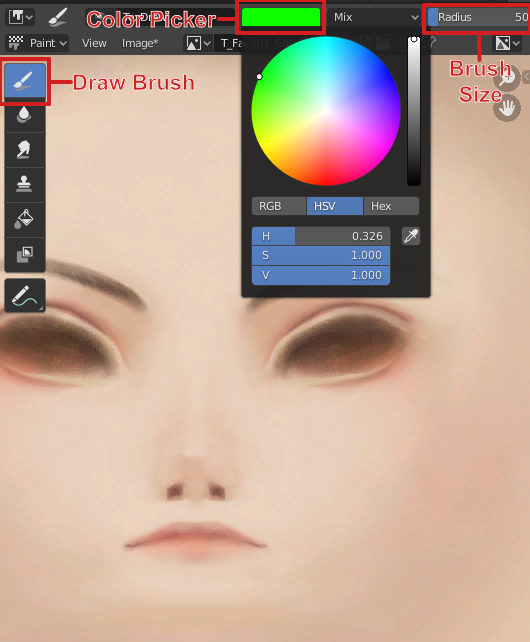 Color Picker
Mix
Radius 50
Paint
View
Image*
T_Face01_
Draw Brush
Brush
Size
RGB
HSV
Hex
H 0.326
S 1.000
V 1.000